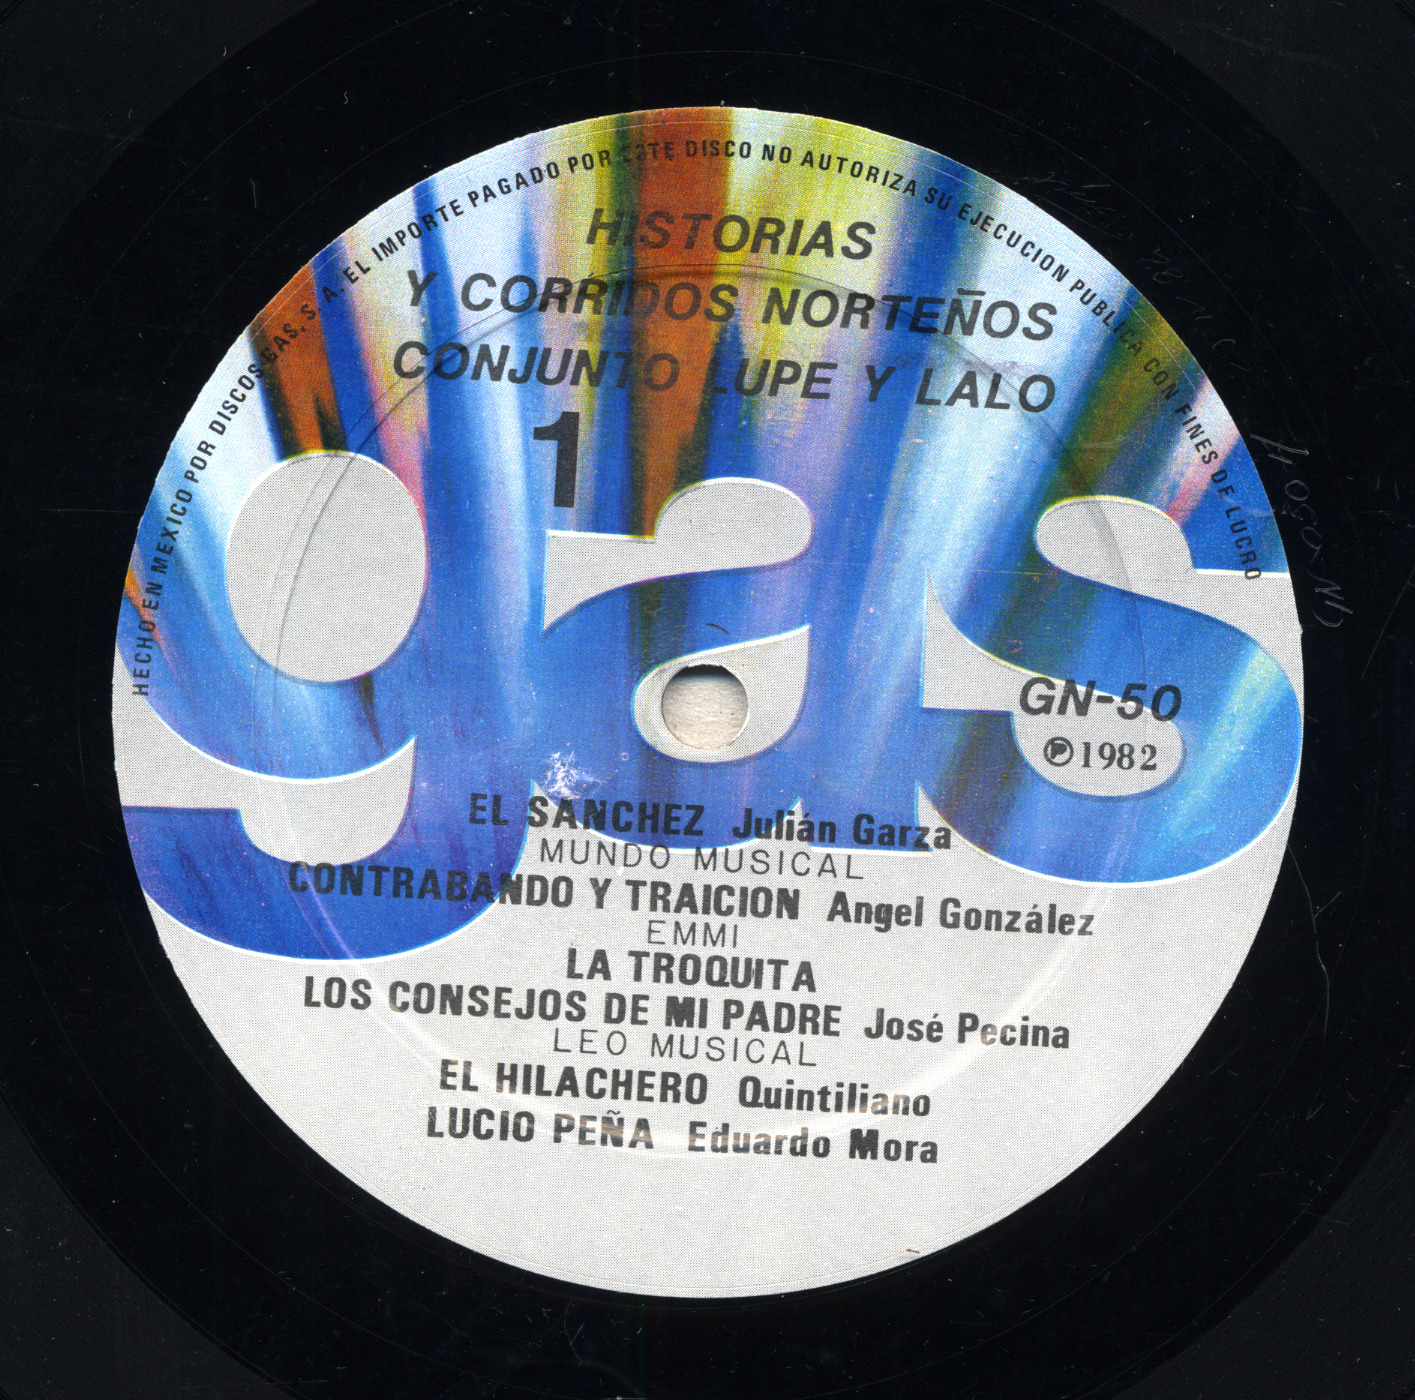 HECHO EN MEXICO POR DISCOS GAS, S. A. EL IMPORTE PAGADO POR ESTE DISCO NO AUTORIZA SU EJECUCION PUBLICA CON FINES DE LUCRO
HISTORIAS
Y CORRIDOS NORTEÑOS
CONJUNTO LUPE Y LALO
1
gas
GN-50
℗1982
EL SANCHEZ Julián Garza
MUNDO MUSICAL
CONTRABANDO Y TRAICION Angel González
EMMI
LA TROQUITA
LOS CONSEJOS DE MI PADRE José Pecina
LEO MUSICAL
EL HILACHERO Quintiliano
LUCIO PEÑA Eduardo Mora